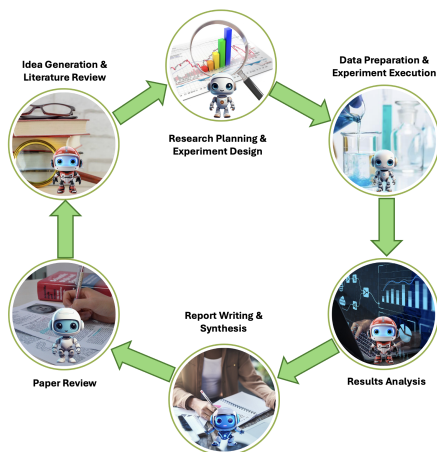 Idea Generation &
Literature Review
Research Planning &
Experiment Design
Data Preparation &
Experiment Execution
Results Analysis
Report Writing &
Synthesis
Paper Review